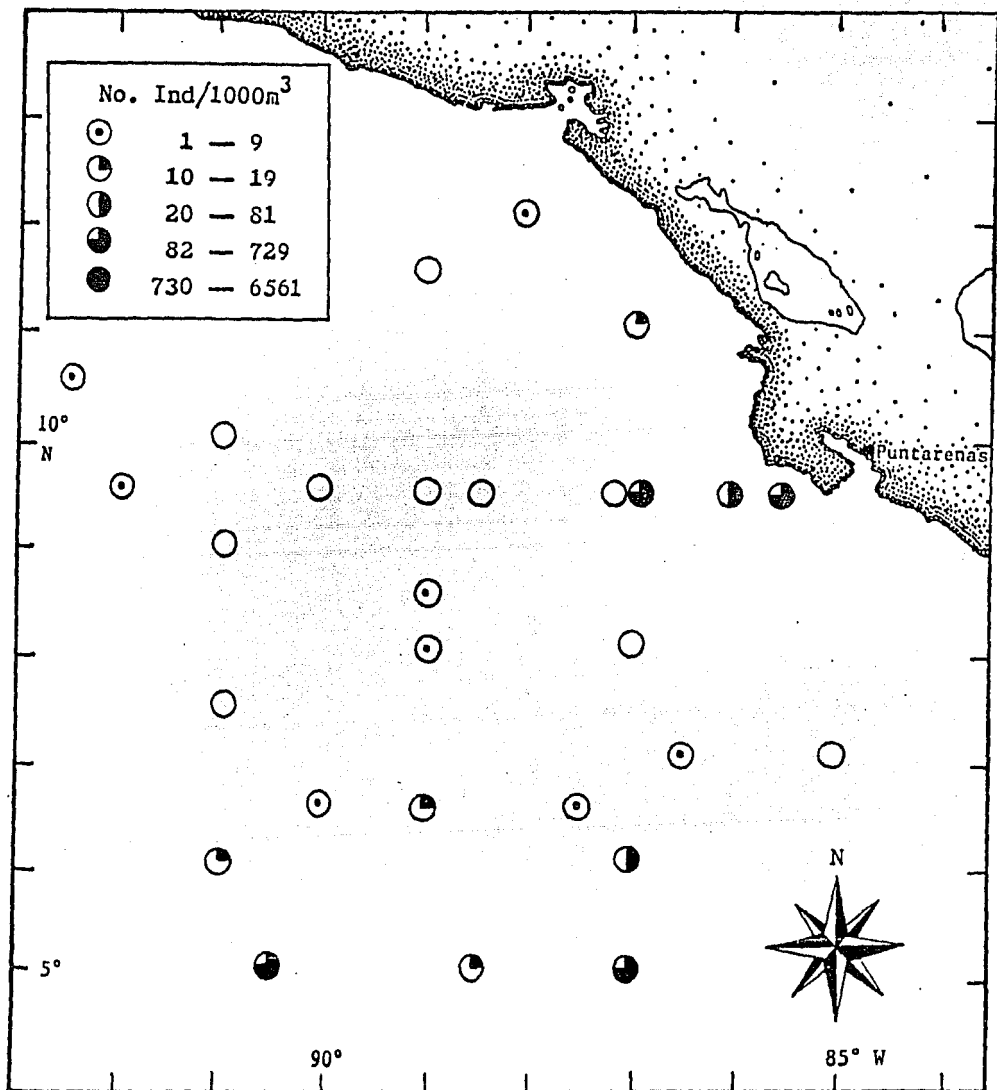 No. Ind/1000m³
1 — 9
10 — 19
20 — 81
82 — 729
730 — 6561
10°
N
Puntarenas
N
5°
90°
85° W